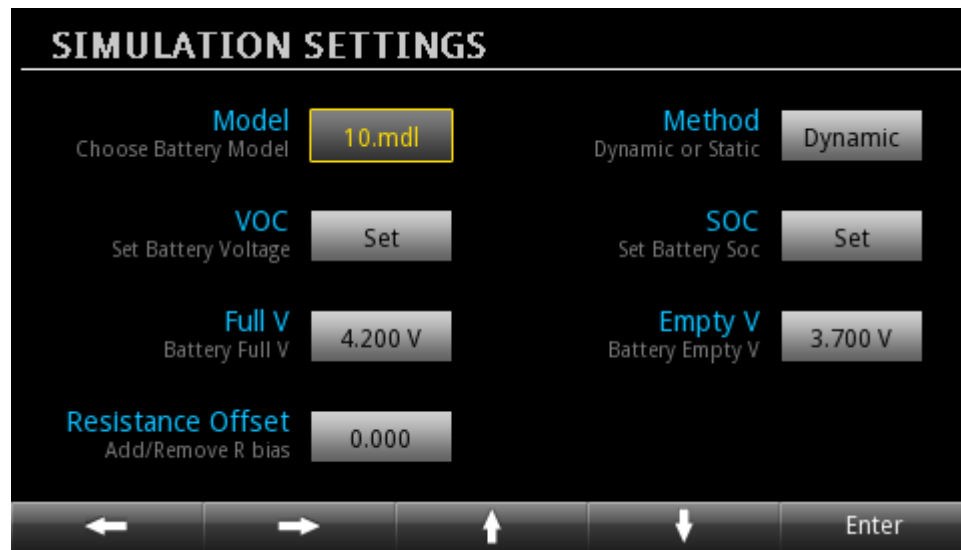 SIMULATION SETTINGS
Model
Choose Battery Model
10.mdl
Method
Dynamic or Static
Dynamic
VOC
Set Battery Voltage
Set
SOC
Set Battery Soc
Set
Full V
Battery Full V
4.200 V
Empty V
Battery Empty V
3.700 V
Resistance Offset
Add/Remove R bias
0.000
Enter